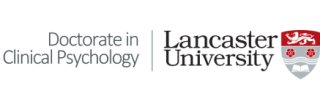 Doctorate in
Clinical Psychology
Lancaster
University